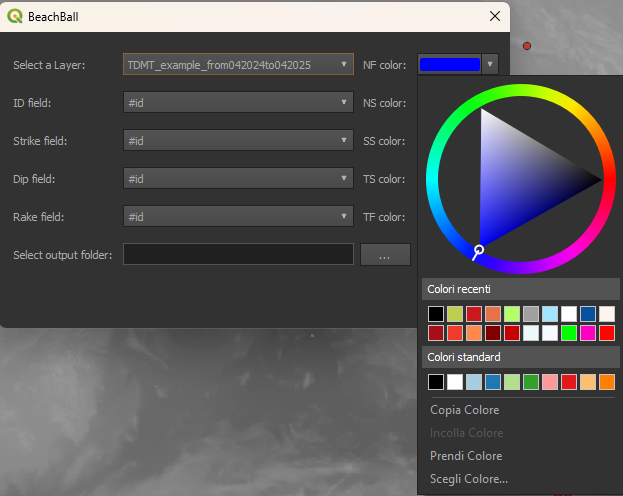 BeachBall
Select a Layer: TDMT_example_from042024to042025 NF color:
ID field: #id NS color:
Strike field: #id SS color:
Dip field: #id TS color:
Rake field: #id TF color:
Select output folder: ...
Colori recenti
Colori standard
Copia Colore
Incolla Colore
Prendi Colore
Scegli Colore...